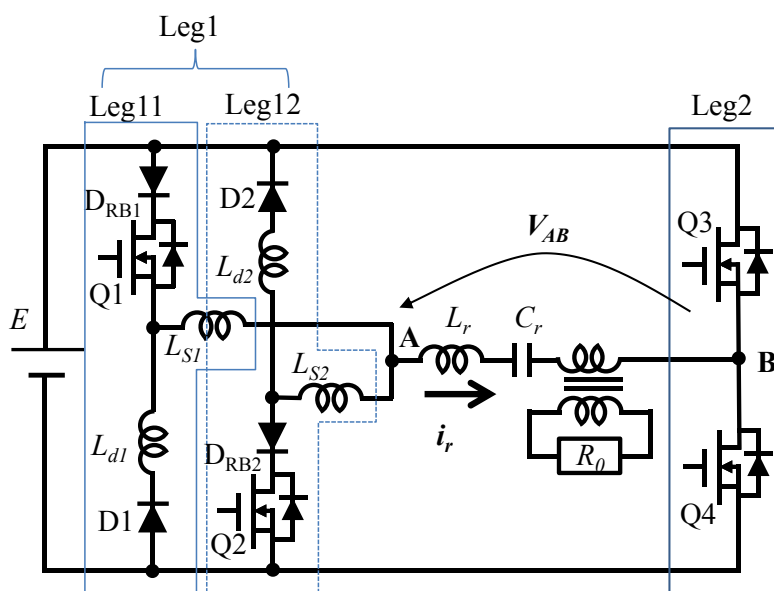 Leg1
Leg11
Leg12
Leg2
D_RB1
D2
V_AB
Q3
L_d2
Q1
E
L_S1
A
L_r
C_r
B
L_S2
L_d1
i_r
D_RB2
R_0
D1
Q2
Q4